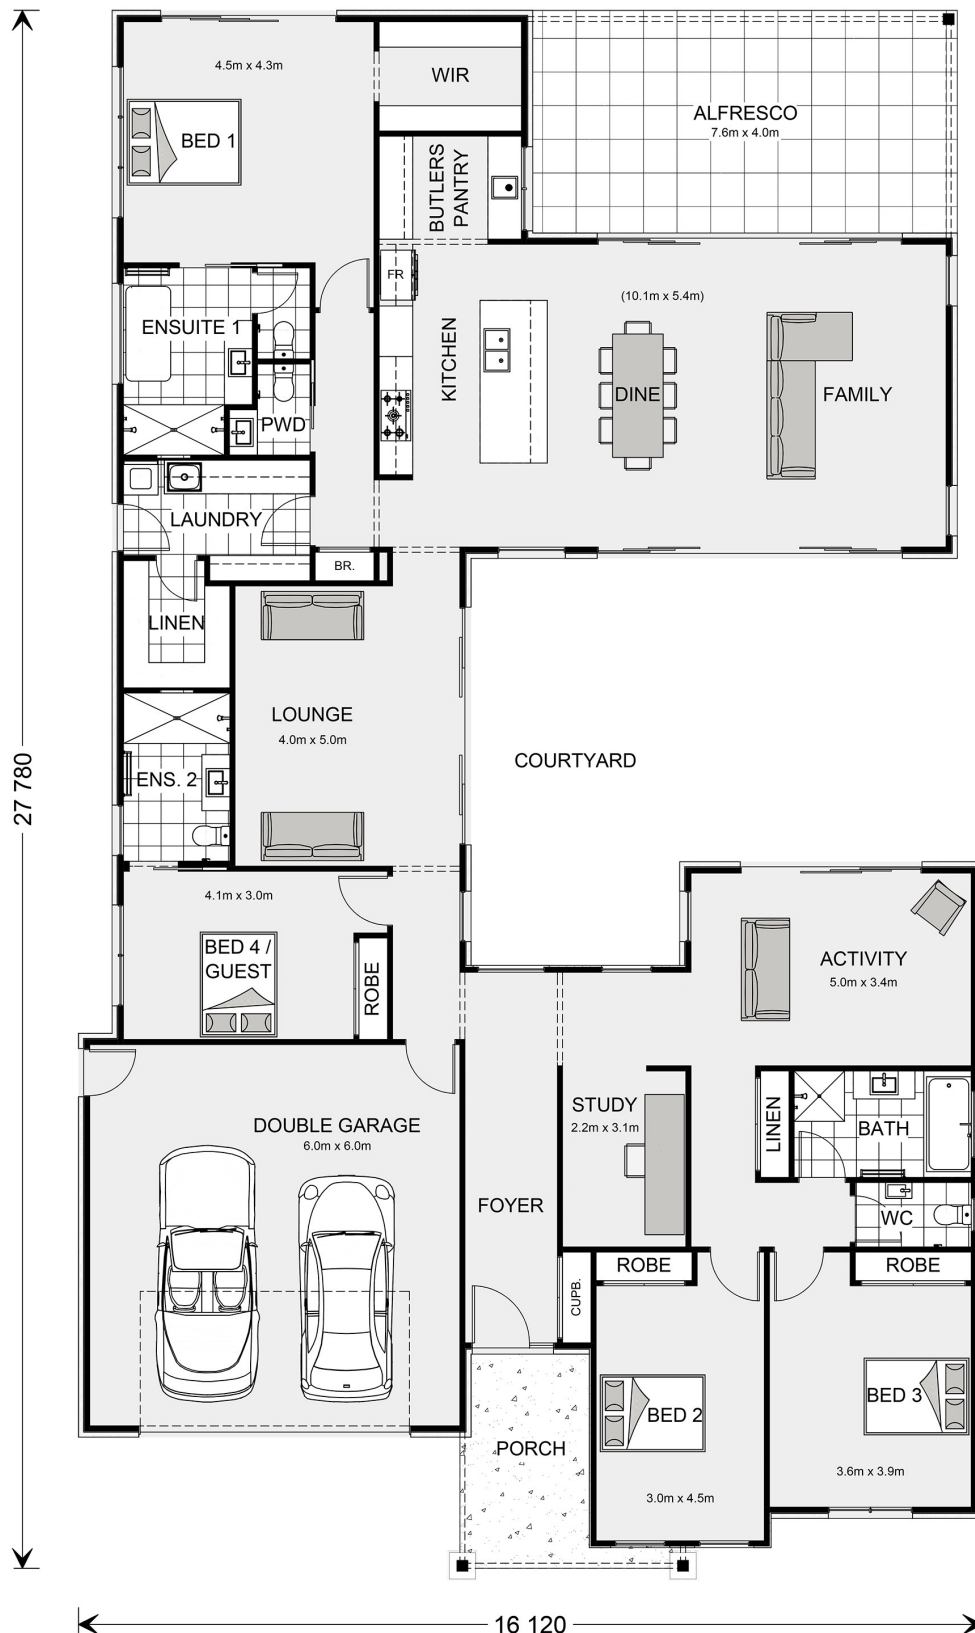 4.5m x 4.3m
WIR
BED 1
ALFRESCO
7.6m x 4.0m
BUTLERS
PANTRY
FR
(10.1m x 5.4m)
ENSUITE 1
KITCHEN
DINE
FAMILY
PWD
LAUNDRY
BR.
LINEN
LOUNGE
4.0m x 5.0m
COURTYARD
27 780
ENS. 2
4.1m x 3.0m
BED 4 /
GUEST
ROBE
ACTIVITY
5.0m x 3.4m
STUDY
2.2m x 3.1m
LINEN
BATH
DOUBLE GARAGE
6.0m x 6.0m
FOYER
WC
ROBE
ROBE
CUPB.
BED 2
BED 3
PORCH
3.6m x 3.9m
3.0m x 4.5m
16 120